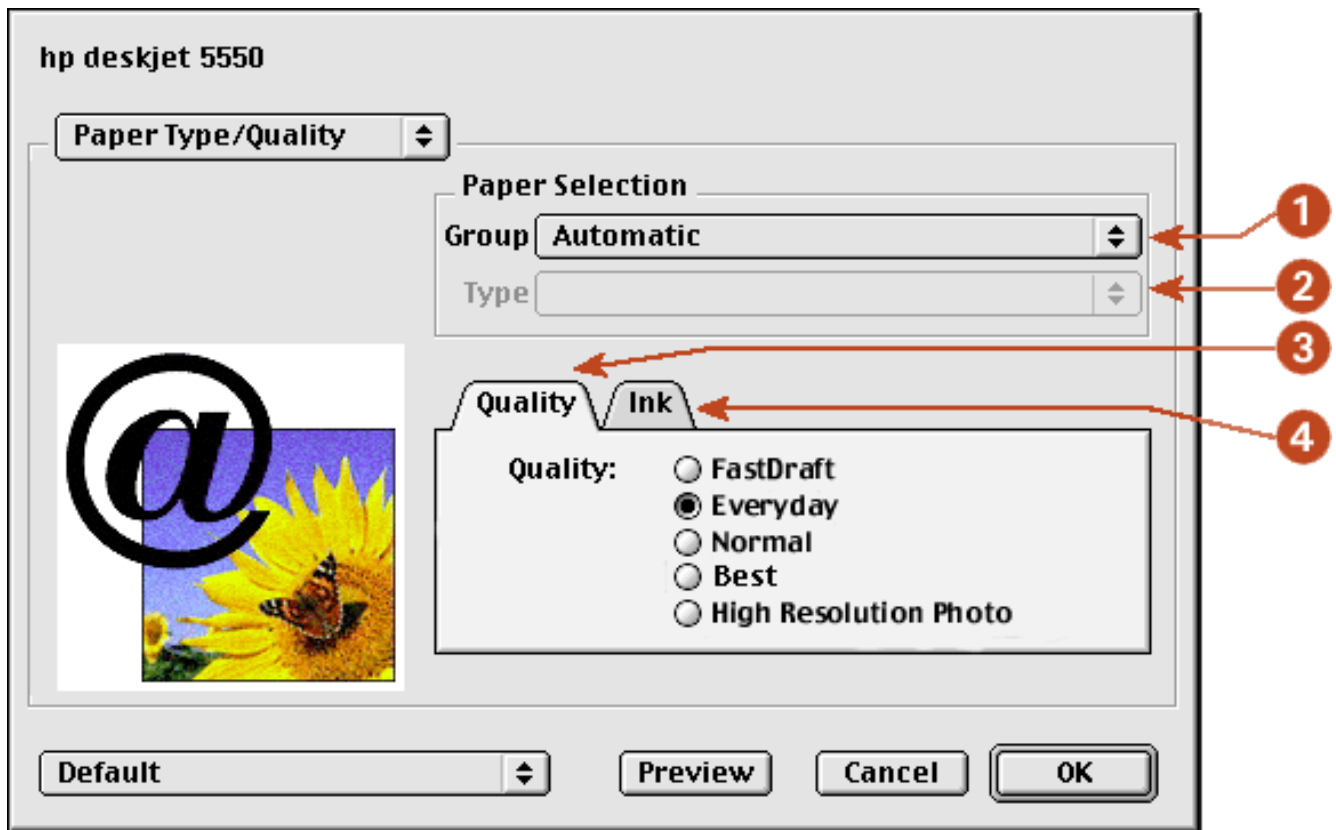 hp deskjet 5550
Paper Type/Quality
Paper Selection
Group Automatic
1
Type
2
3
Quality Ink
4
Quality: FastDraft
Everyday
Normal
Best
High Resolution Photo
@
Default Preview Cancel OK